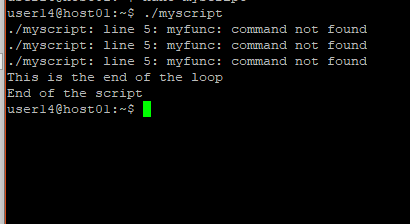 user14@host01:~$ ./myscript
./myscript: line 5: myfunc: command not found
./myscript: line 5: myfunc: command not found
./myscript: line 5: myfunc: command not found
This is the end of the loop
End of the script
user14@host01:~$